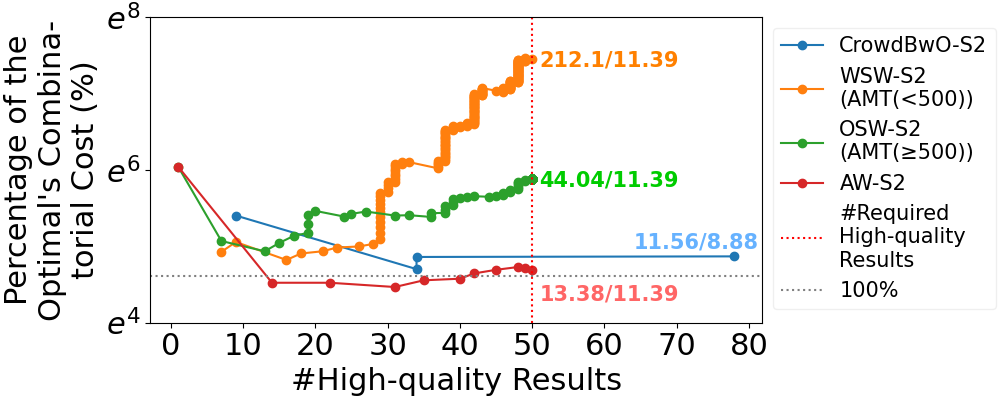 Percentage of the
Optimal's Combina-
torial Cost (%)
e^8
e^6
e^4
212.1/11.39
44.04/11.39
11.56/8.88
13.38/11.39
0 10 20 30 40 50 60 70 80
#High-quality Results
CrowdBwO-S2
WSW-S2
(AMT(<500))
OSW-S2
(AMT(≥500))
AW-S2
#Required
High-quality
Results
100%